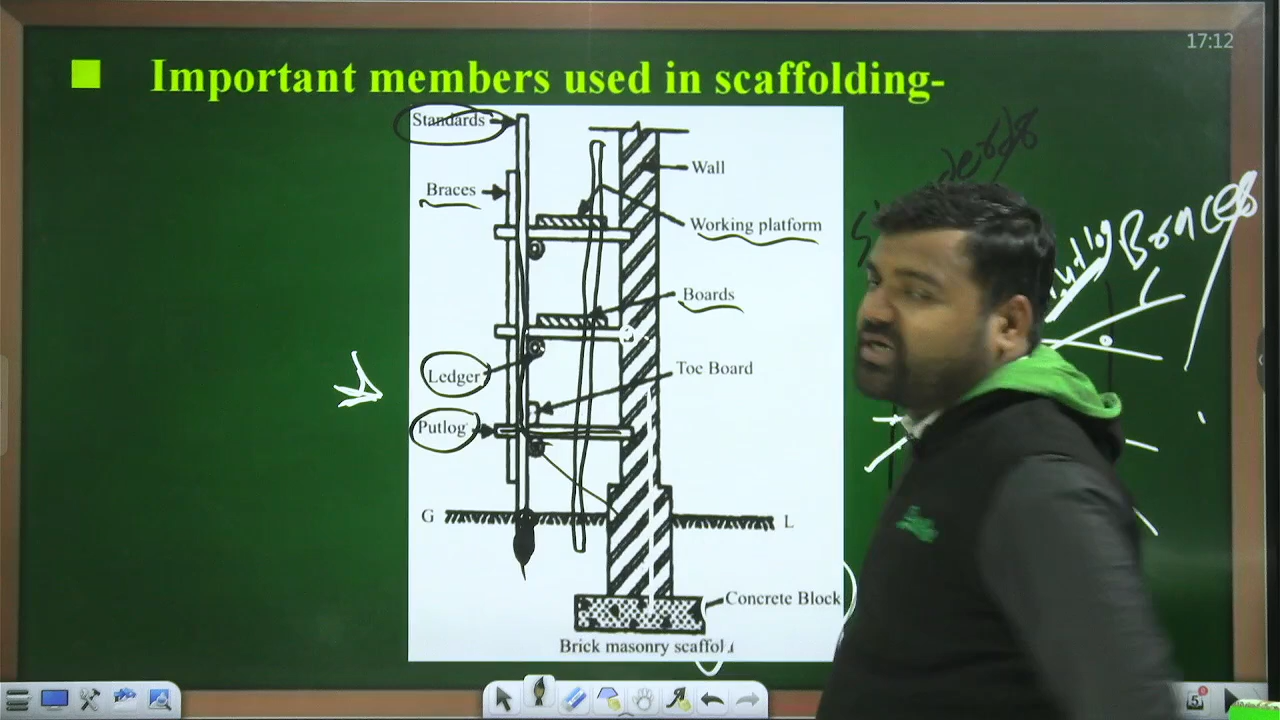 17:12
■ Important members used in scaffolding-
Standards
Wall
Braces
Working platform
Boards
Toe Board
Ledger
Putlog
G
L
Concrete Block
Brick masonry scaffol
Braces
5